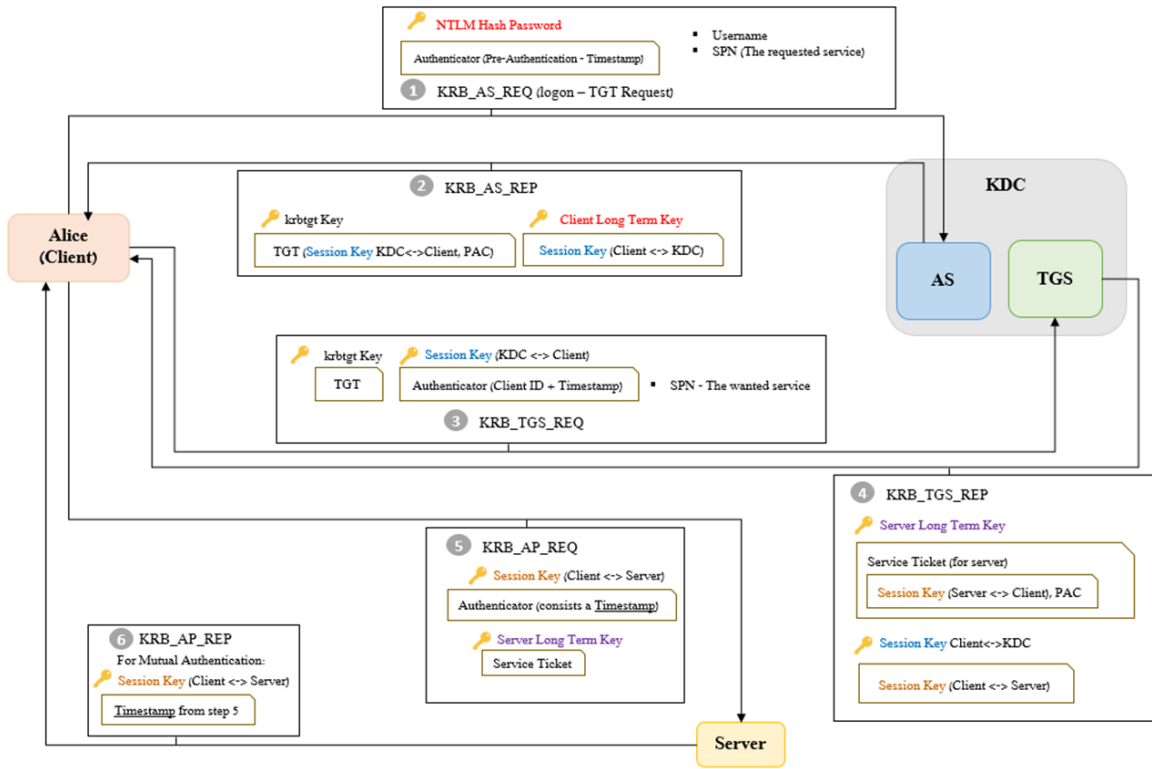 NTLM Hash Password
Authenticator (Pre-Authentication - Timestamp)
▪ Username
▪ SPN (The requested service)
1 KRB_AS_REQ (logon – TGT Request)
2 KRB_AS_REP
krbtgt Key
TGT (Session Key KDC<->Client, PAC)
Client Long Term Key
Session Key (Client <-> KDC)
Alice
(Client)
KDC
AS
TGS
krbtgt Key
TGT
Session Key (KDC <-> Client)
Authenticator (Client ID + Timestamp)
▪ SPN - The wanted service
3 KRB_TGS_REQ
4 KRB_TGS_REP
Server Long Term Key
Service Ticket (for server)
Session Key (Server <-> Client), PAC
Session Key Client<->KDC
Session Key (Client <-> Server)
5 KRB_AP_REQ
Session Key (Client <-> Server)
Authenticator (consists a Timestamp)
Server Long Term Key
Service Ticket
6 KRB_AP_REP
For Mutual Authentication:
Session Key (Client <-> Server)
Timestamp from step 5
Server